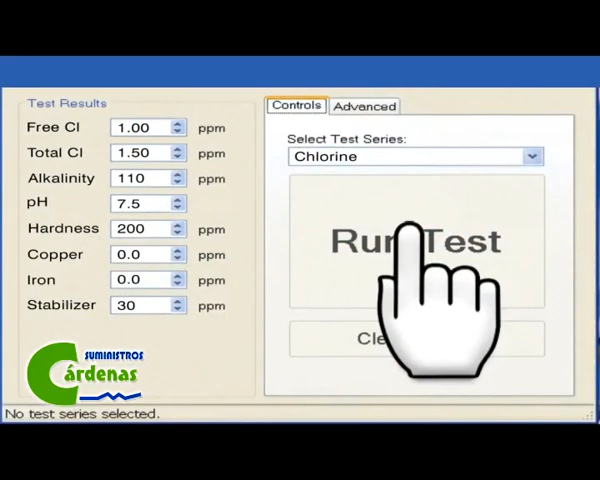 Test Results
Free Cl 1.00 ppm
Total Cl 1.50 ppm
Alkalinity 110 ppm
pH 7.5
Hardness 200 ppm
Copper 0.0 ppm
Iron 0.0 ppm
Stabilizer 30 ppm
Controls Advanced
Select Test Series:
Chlorine
Run Test
SUMINISTROS
Cárdenas
No test series selected.